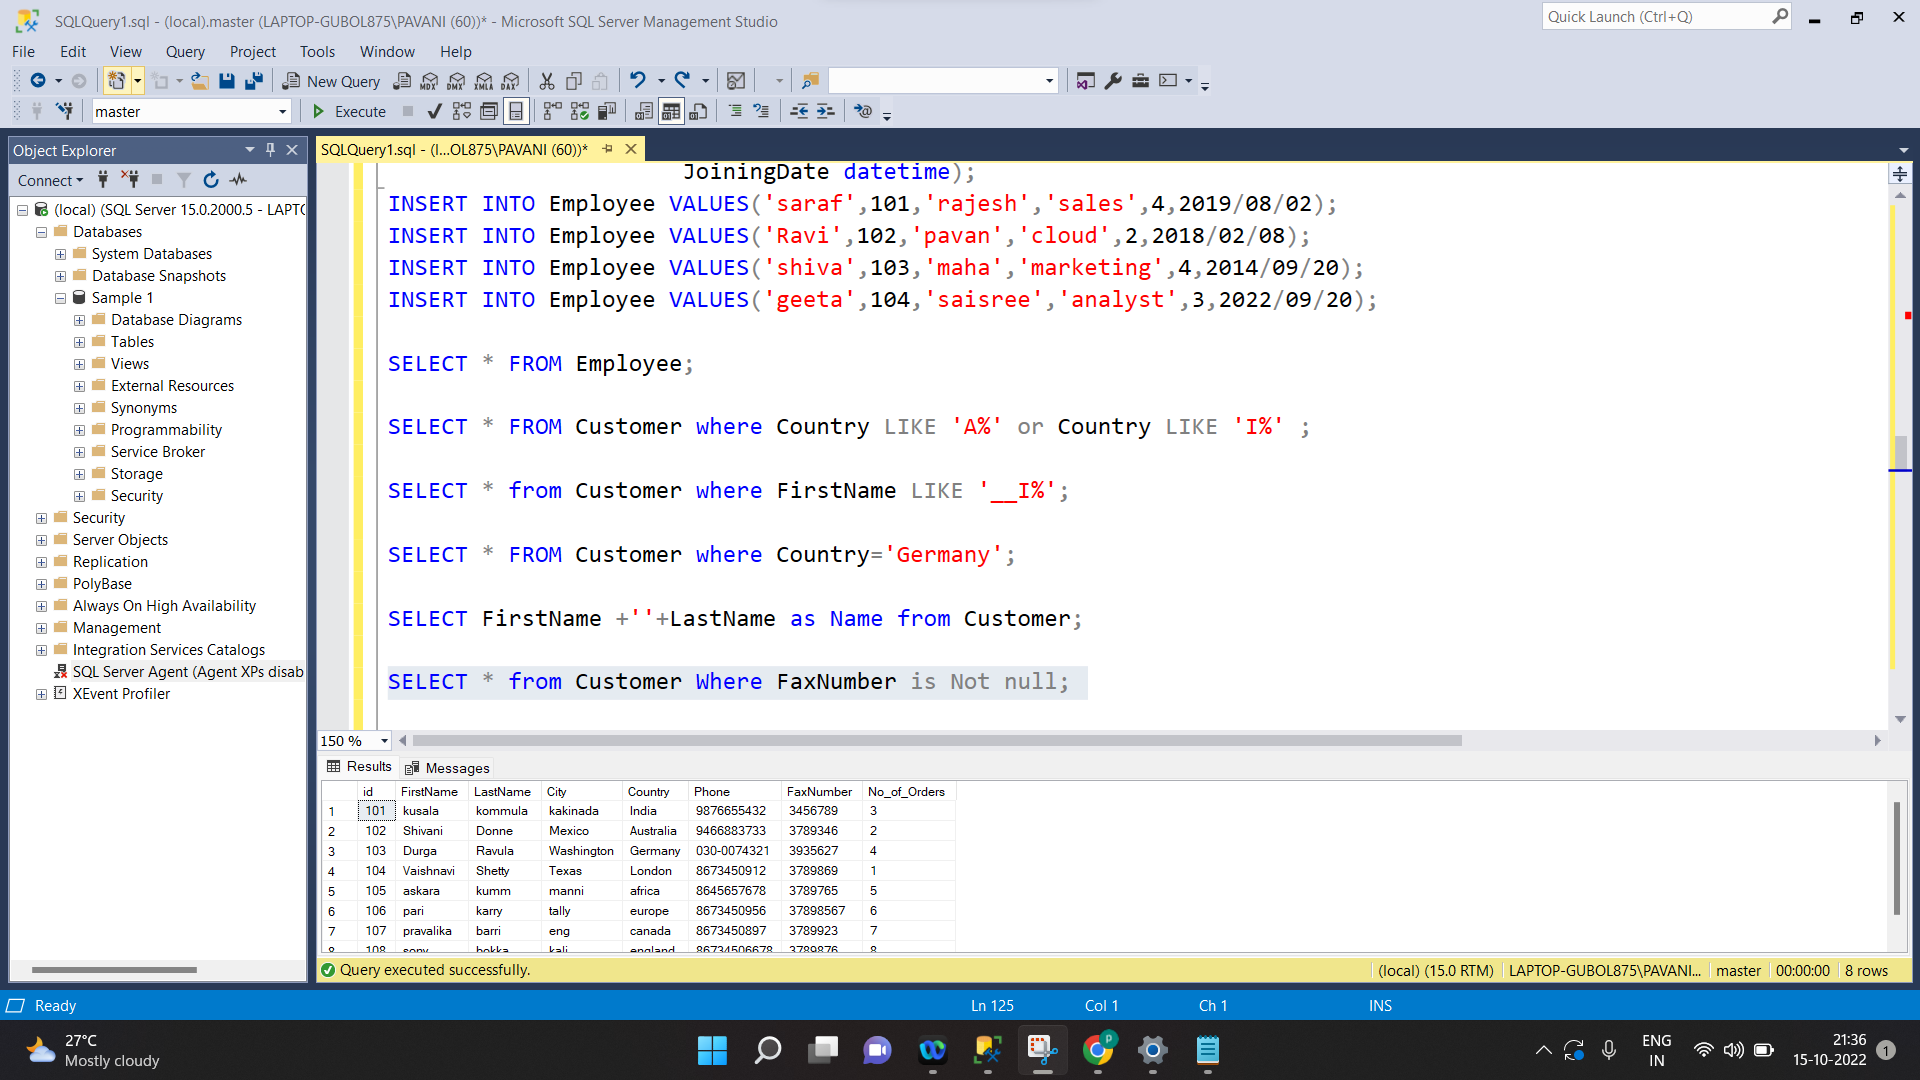 SQLQuery1.sql - (local).master (LAPTOP-GUBOL875\PAVANI (60))* - Microsoft SQL Server Management Studio
Quick Launch (Ctrl+Q)
File Edit View Query Project Tools Window Help
New Query
MDX DMX XMLA DAX
master
Execute
Object Explorer
Connect
(local) (SQL Server 15.0.2000.5 - LAPTO
Databases
System Databases
Database Snapshots
Sample 1
Database Diagrams
Tables
Views
External Resources
Synonyms
Programmability
Service Broker
Storage
Security
Security
Server Objects
Replication
PolyBase
Always On High Availability
Management
Integration Services Catalogs
SQL Server Agent (Agent XPs disab
XEvent Profiler
SQLQuery1.sql - (l...OL875\PAVANI (60))*
JoiningDate datetime);
INSERT INTO Employee VALUES('saraf',101,'rajesh','sales',4,2019/08/02);
INSERT INTO Employee VALUES('Ravi',102,'pavan','cloud',2,2018/02/08);
INSERT INTO Employee VALUES('shiva',103,'maha','marketing',4,2014/09/20);
INSERT INTO Employee VALUES('geeta',104,'saisree','analyst',3,2022/09/20);
SELECT * FROM Employee;
SELECT * FROM Customer where Country LIKE 'A%' or Country LIKE 'I%' ;
SELECT * from Customer where FirstName LIKE '__I%';
SELECT * FROM Customer where Country='Germany';
SELECT FirstName +''+LastName as Name from Customer;
SELECT * from Customer Where FaxNumber is Not null;
150 %
Results Messages
id FirstName LastName City Country Phone FaxNumber No_of_Orders
1 101 kusala kommula kakinada India 9876655432 3456789 3
2 102 Shivani Donne Mexico Australia 9466883733 3789346 2
3 103 Durga Ravula Washington Germany 030-0074321 3935627 4
4 104 Vaishnavi Shetty Texas London 8673450912 3789869 1
5 105 askara kumm manni africa 8645657678 3789765 5
6 106 pari karry tally europe 8673450956 37898567 6
7 107 pravalika barri eng canada 8673450897 3789923 7
8 108 sony bokka kali england 86734506678 3789876 8
Query executed successfully.
(local) (15.0 RTM) LAPTOP-GUBOL875\PAVANI... master 00:00:00 8 rows
Ready Ln 125 Col 1 Ch 1 INS
27°C
Mostly cloudy
P
ENG
IN
21:36
15-10-2022
1